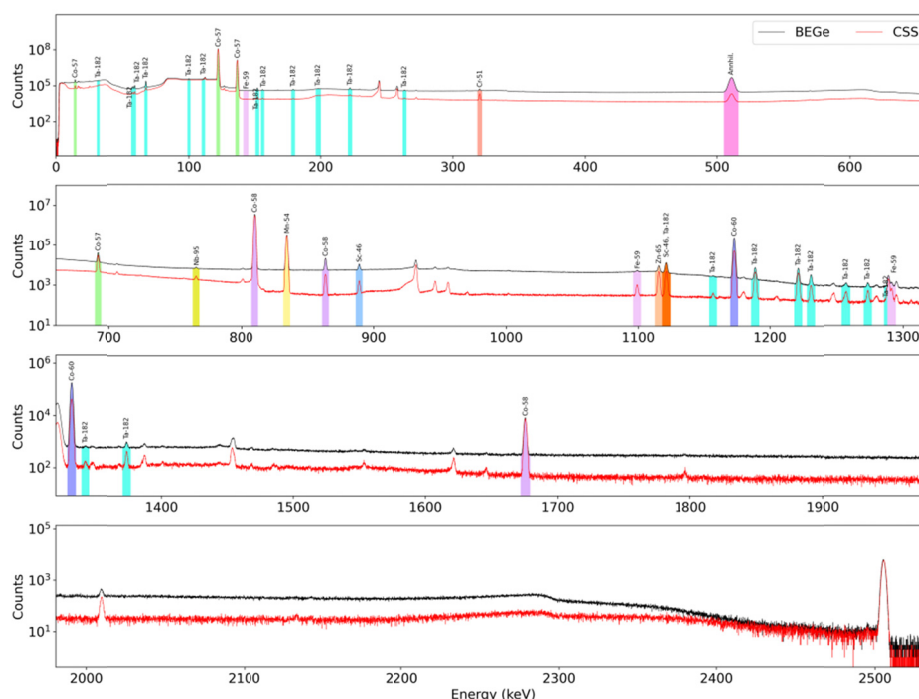 BEGe
CSS
Counts
10^8
10^5
10^2
Co-57
Ta-182
Ta-182
Ta-182
Ta-182
Ta-182
Ta-182
Co-57
Co-57
Fe-59
Ta-182
Ta-182
Ta-182
Ta-182
Ta-182
Ta-182
Cr-51
Annhil.
0
100
200
300
400
500
600
Counts
10^7
10^5
10^3
10^1
Co-57
Nb-95
Co-58
Mn-54
Co-58
Sc-46
Fe-59
Zn-65
Sc-46, Ta-182
Ta-182
Co-60
Ta-182
Ta-182
Ta-182
Ta-182
Ta-182
Ta-182
Fe-59
700
800
900
1000
1100
1200
1300
Counts
10^6
10^4
10^2
Co-60
Ta-182
Ta-182
Co-58
1400
1500
1600
1700
1800
1900
Counts
10^5
10^3
10^1
2000
2100
2200
2300
2400
2500
Energy (keV)